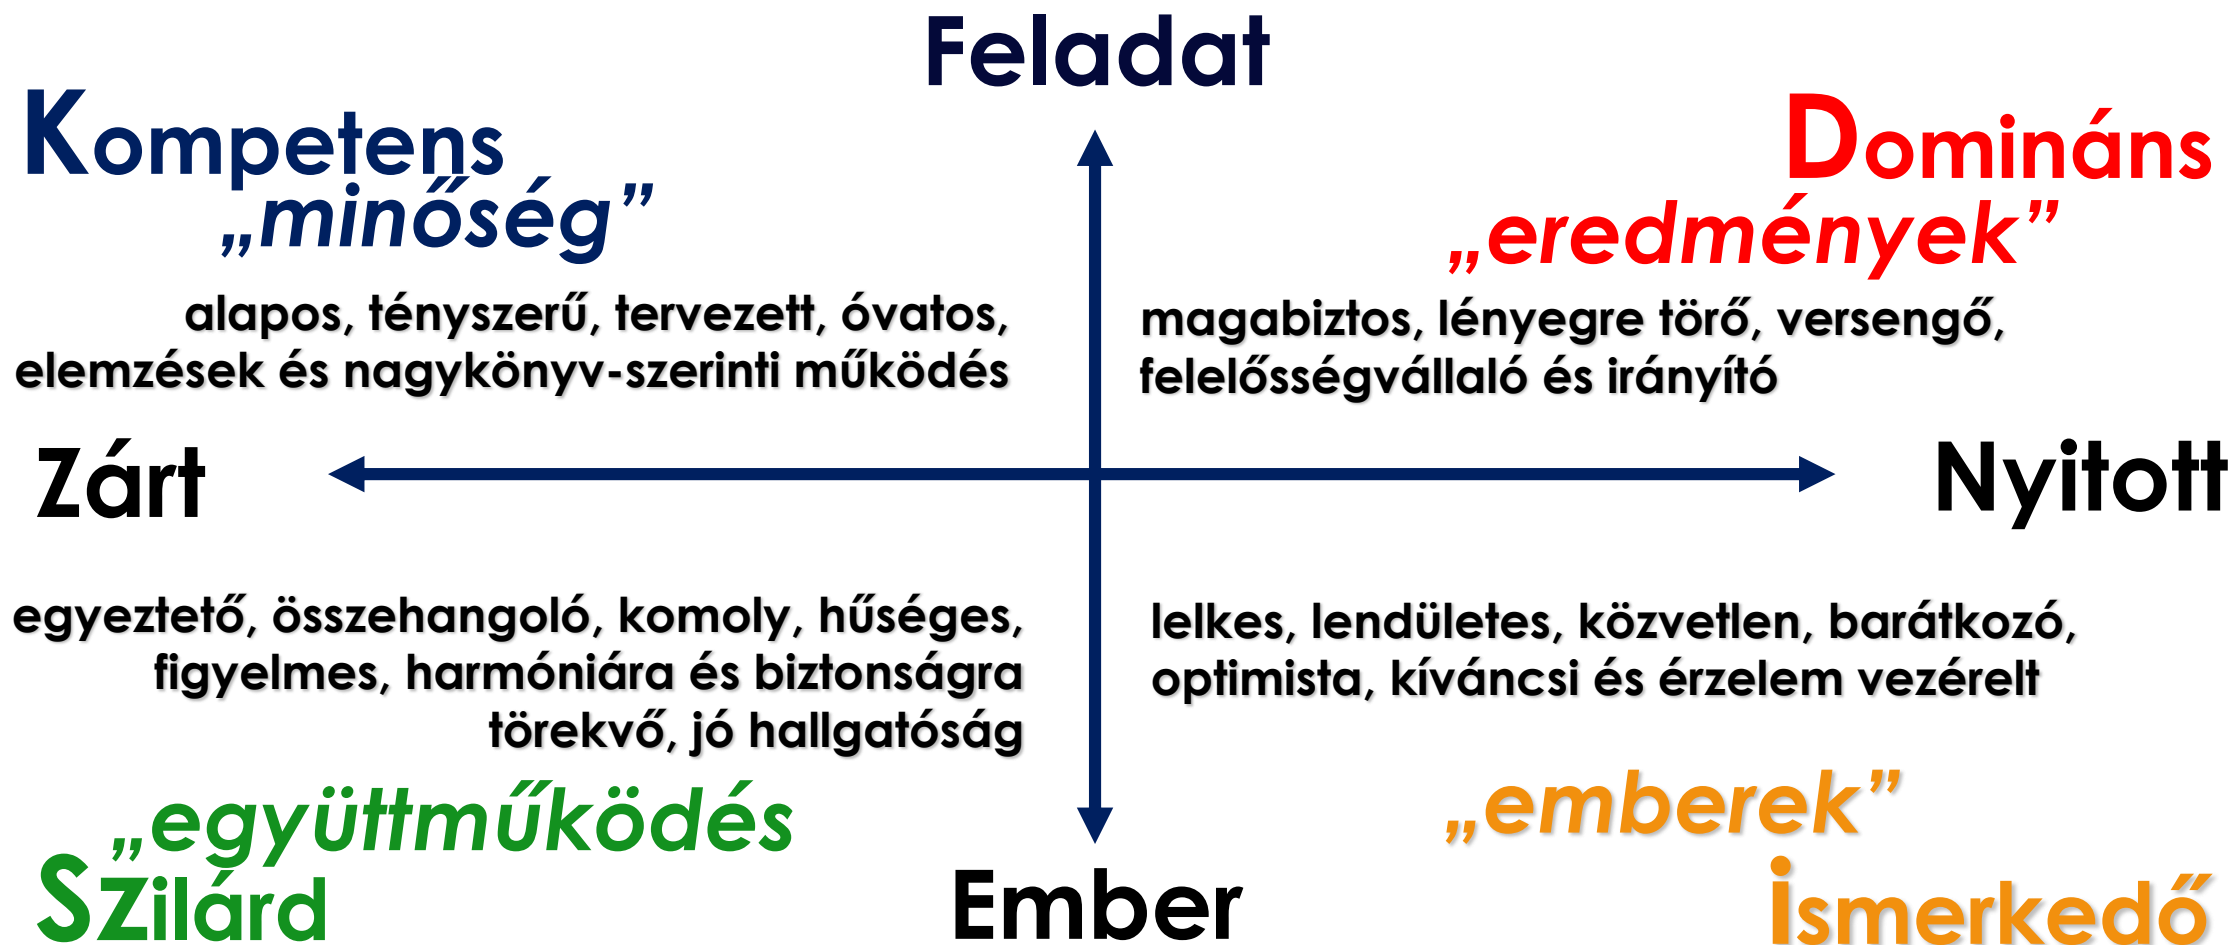 Feladat
Kompetens
„minőség”
alapos, tényszerű, tervezett, óvatos,
elemzések és nagykönyv-szerinti működés
Domináns
„eredmények”
magabiztos, lényegre törő, versengő,
felelősségvállaló és irányító
Zárt
Nyitott
egyeztető, összehangoló, komoly, hűséges,
figyelmes, harmóniára és biztonságra
törekvő, jó hallgatóság
„együttműködés
Szilárd
lelkes, lendületes, közvetlen, barátkozó,
optimista, kíváncsi és érzelem vezérelt
„emberek”
ismerkedő
Ember